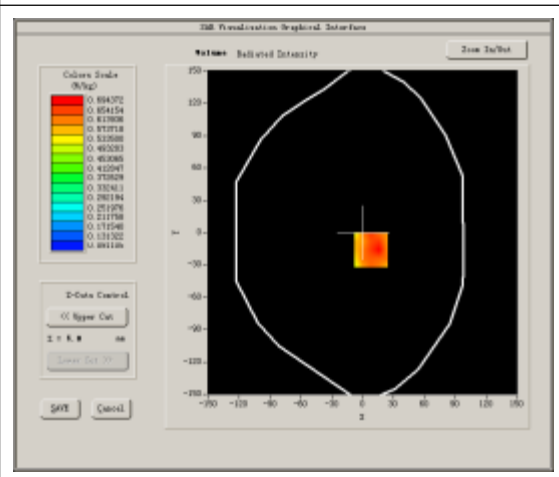 SAR Visualisation Graphical Interface
Volume Radiated Intensity
Zoom In/Out
Colors Scale
(W/kg)
0.694372
0.654154
0.613936
0.573718
0.533500
0.493283
0.453065
0.412847
0.372629
0.332411
0.292194
0.251976
0.211758
0.171540
0.131322
150
120
90
60
30
0
-30
-60
-90
-120
-150
Y
-150 -120 -90 -60 -30 0 30 60 90 120 150
X
Z-Cuts Control
<< Upper Cut
Lower Cut >>
SAVE Cancel